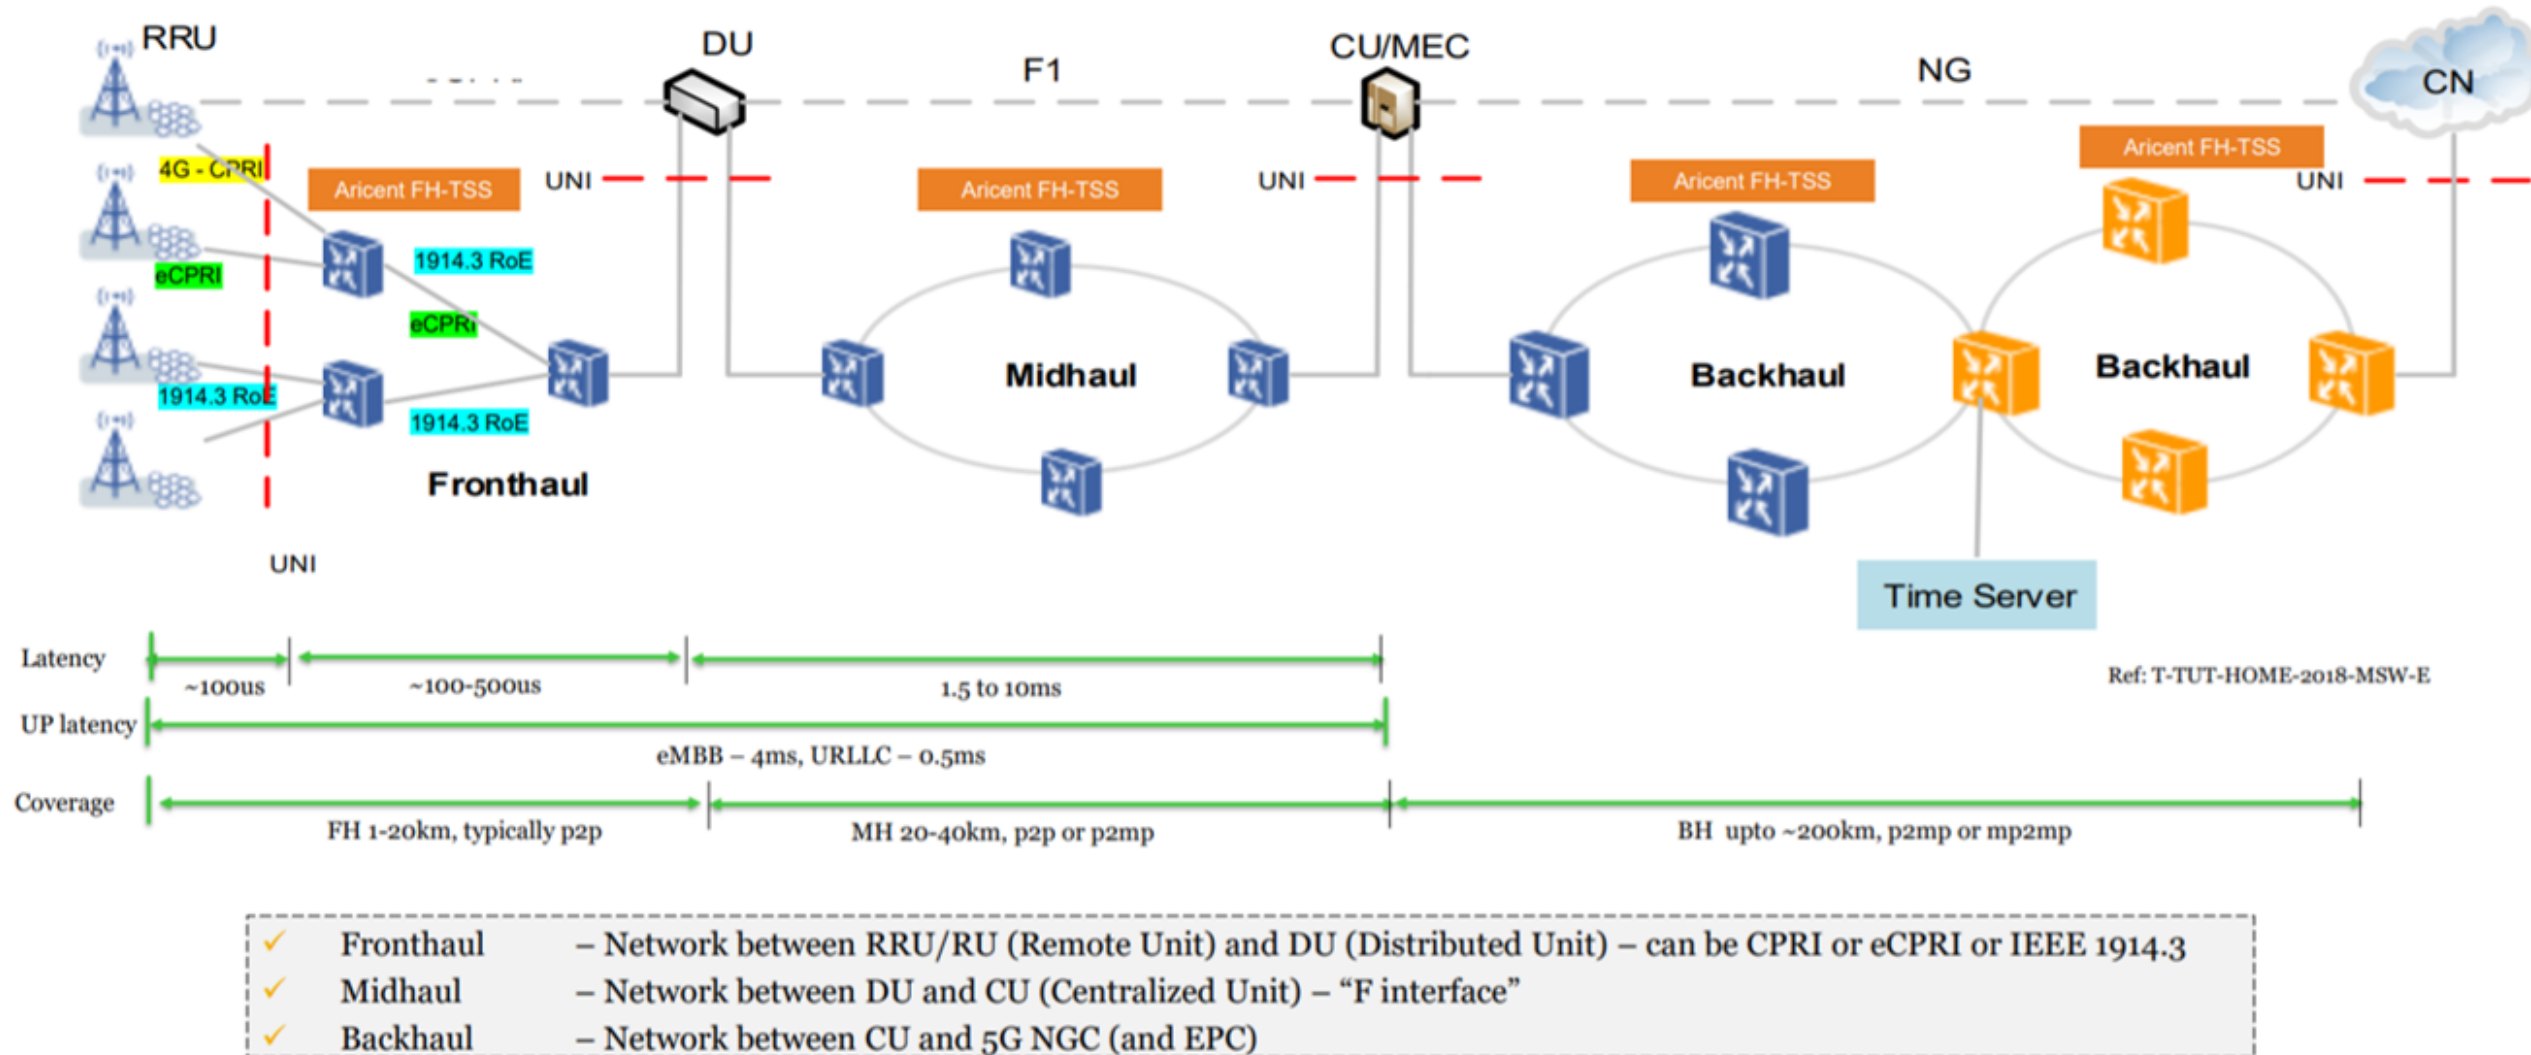 RRU
DU
F1
CU/MEC
NG
CN
4G - CPRI
Aricent FH-TSS
UNI
Aricent FH-TSS
UNI
Aricent FH-TSS
Aricent FH-TSS
UNI
eCPRI
1914.3 RoE
eCPRI
1914.3 RoE
1914.3 RoE
Fronthaul
Midhaul
Backhaul
Backhaul
UNI
Time Server
Latency
~100us
~100-500us
1.5 to 10ms
Ref: T-TUT-HOME-2018-MSW-E
UP latency
eMBB – 4ms, URLLC – 0.5ms
Coverage
FH 1-20km, typically p2p
MH 20-40km, p2p or p2mp
BH upto ~200km, p2mp or mp2mp
✓ Fronthaul – Network between RRU/RU (Remote Unit) and DU (Distributed Unit) – can be CPRI or eCPRI or IEEE 1914.3
✓ Midhaul – Network between DU and CU (Centralized Unit) – “F interface”
✓ Backhaul – Network between CU and 5G NGC (and EPC)